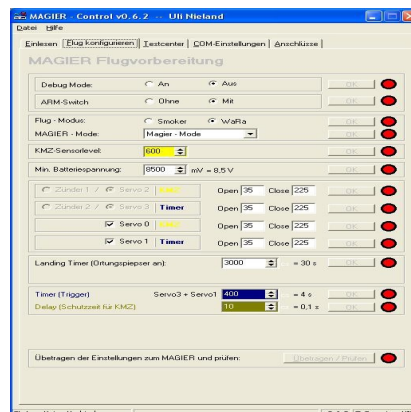 MAGIER - Control v0.6.2 -- Uli Nieland
Datei Hilfe
Einlesen Flug konfigurieren Testcenter COM-Einstellungen Anschlüsse
MAGIER Flugvorbereitung
Debug Mode: An Aus OK
ARM-Switch Ohne Mit OK
Flug - Modus: Smoker WaRa OK
MAGIER - Mode: Magier - Mode OK
KMZ-Sensorlevel: 600 OK
Min. Batteriespannung: 8500 mV = 8,5 V OK
Zünder 1 / Servo 2 KMZ Open 35 Close 225
Zünder 2 / Servo 3 Timer Open 35 Close 225
Servo 0 KMZ Open 35 Close 225
Servo 1 Timer Open 35 Close 225
Landing Timer (Ortungspiepser an): 3000 = 30 s OK
Timer (Trigger) Servo3 + Servo1 400 = 4 s OK
Delay (Schutzzeit für KMZ) 10 = 0,1 s OK
Übertragen der Einstellungen zum MAGIER und prüfen: Übertragen / Prüfen